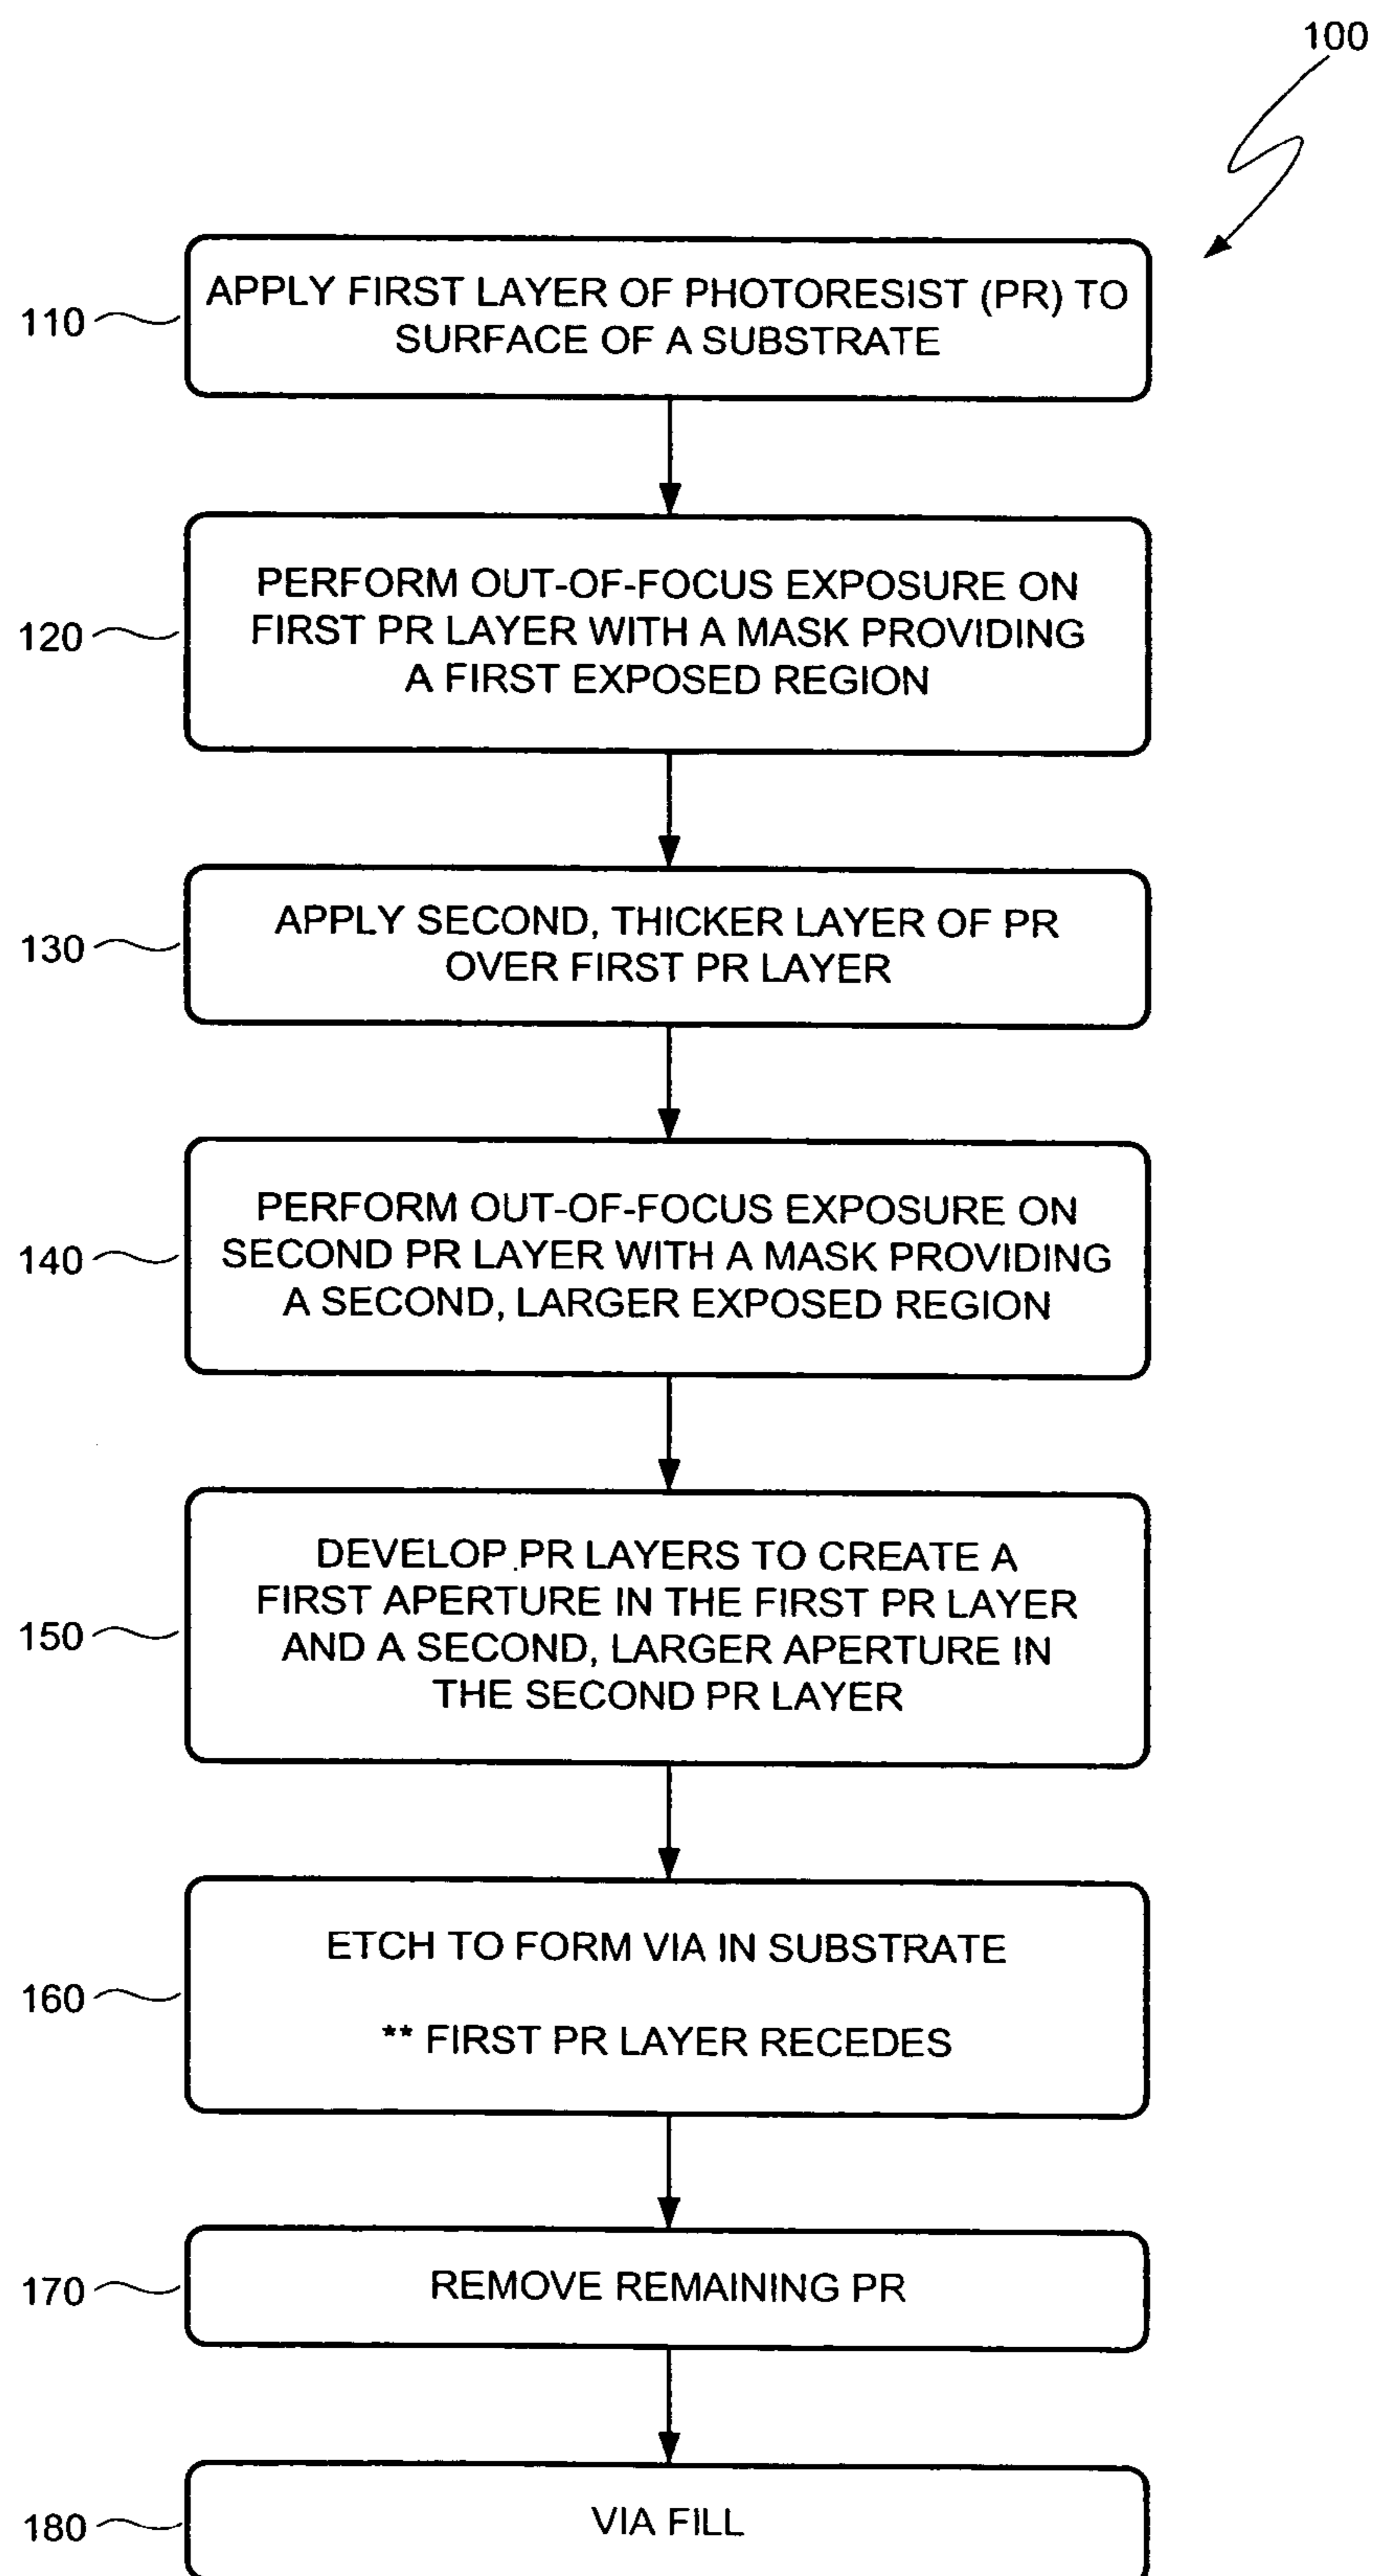 100
110
APPLY FIRST LAYER OF PHOTORESIST (PR) TO
SURFACE OF A SUBSTRATE
120
PERFORM OUT-OF-FOCUS EXPOSURE ON
FIRST PR LAYER WITH A MASK PROVIDING
A FIRST EXPOSED REGION
130
APPLY SECOND, THICKER LAYER OF PR
OVER FIRST PR LAYER
140
PERFORM OUT-OF-FOCUS EXPOSURE ON
SECOND PR LAYER WITH A MASK PROVIDING
A SECOND, LARGER EXPOSED REGION
150
DEVELOP PR LAYERS TO CREATE A
FIRST APERTURE IN THE FIRST PR LAYER
AND A SECOND, LARGER APERTURE IN
THE SECOND PR LAYER
160
ETCH TO FORM VIA IN SUBSTRATE
** FIRST PR LAYER RECEDES
170
REMOVE REMAINING PR
180
VIA FILL